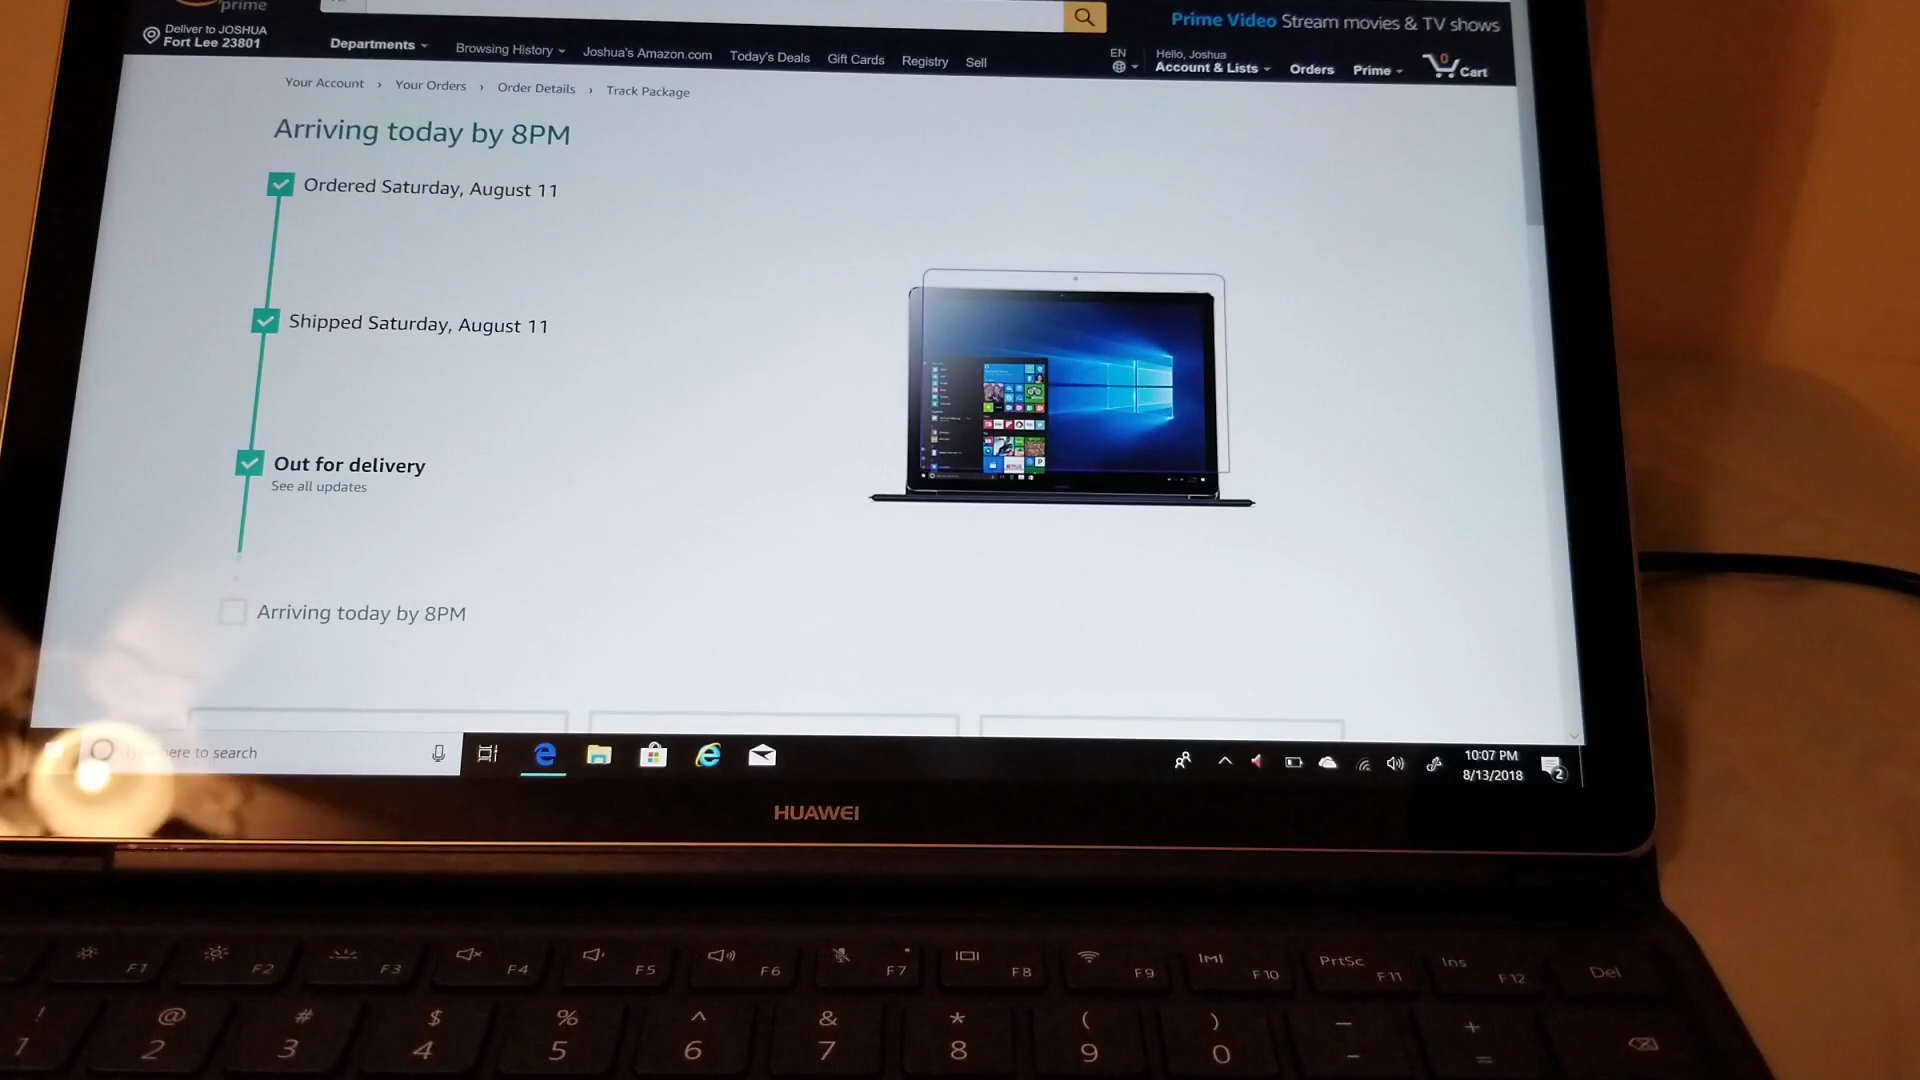 prime
Deliver to JOSHUA
Fort Lee 23801
Prime Video Stream movies & TV shows
Departments
Browsing History
Joshua's Amazon.com
Today's Deals
Gift Cards
Registry
Sell
EN
Hello, Joshua
Account & Lists
Orders
Prime
0
Cart
Your Account › Your Orders › Order Details › Track Package
Arriving today by 8PM
Ordered Saturday, August 11
Shipped Saturday, August 11
Out for delivery
See all updates
Arriving today by 8PM
here to search
10:07 PM
8/13/2018
2
HUAWEI
F1 F2 F3 F4 F5 F6 F7 F8 F9 F10 PrtSc F11 Ins F12 Del
! @ # $ % ^ & * ( ) _ +
1 2 3 4 5 6 7 8 9 0 - =